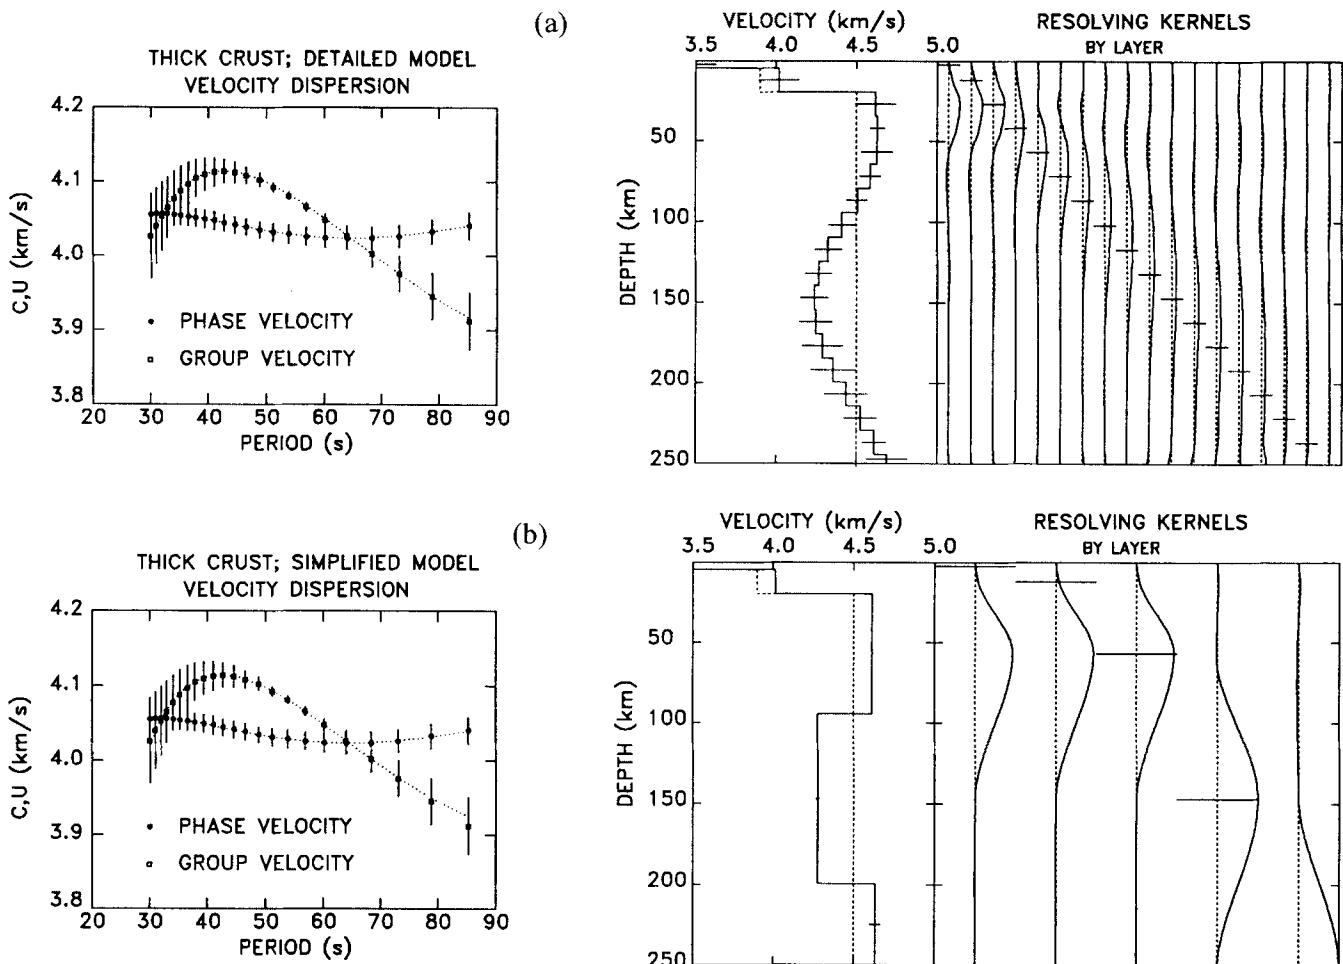 (a)
THICK CRUST; DETAILED MODEL
VELOCITY DISPERSION
4.2
4.1
4.0
3.9
3.8
C,U (km/s)
PHASE VELOCITY
GROUP VELOCITY
20 30 40 50 60 70 80 90
PERIOD (s)
VELOCITY (km/s)
3.5 4.0 4.5 5.0
RESOLVING KERNELS
BY LAYER
50
100
150
200
250
DEPTH (km)
(b)
THICK CRUST; SIMPLIFIED MODEL
VELOCITY DISPERSION
4.2
4.1
4.0
3.9
3.8
C,U (km/s)
PHASE VELOCITY
GROUP VELOCITY
20 30 40 50 60 70 80 90
PERIOD (s)
VELOCITY (km/s)
3.5 4.0 4.5 5.0
RESOLVING KERNELS
BY LAYER
50
100
150
200
250
DEPTH (km)